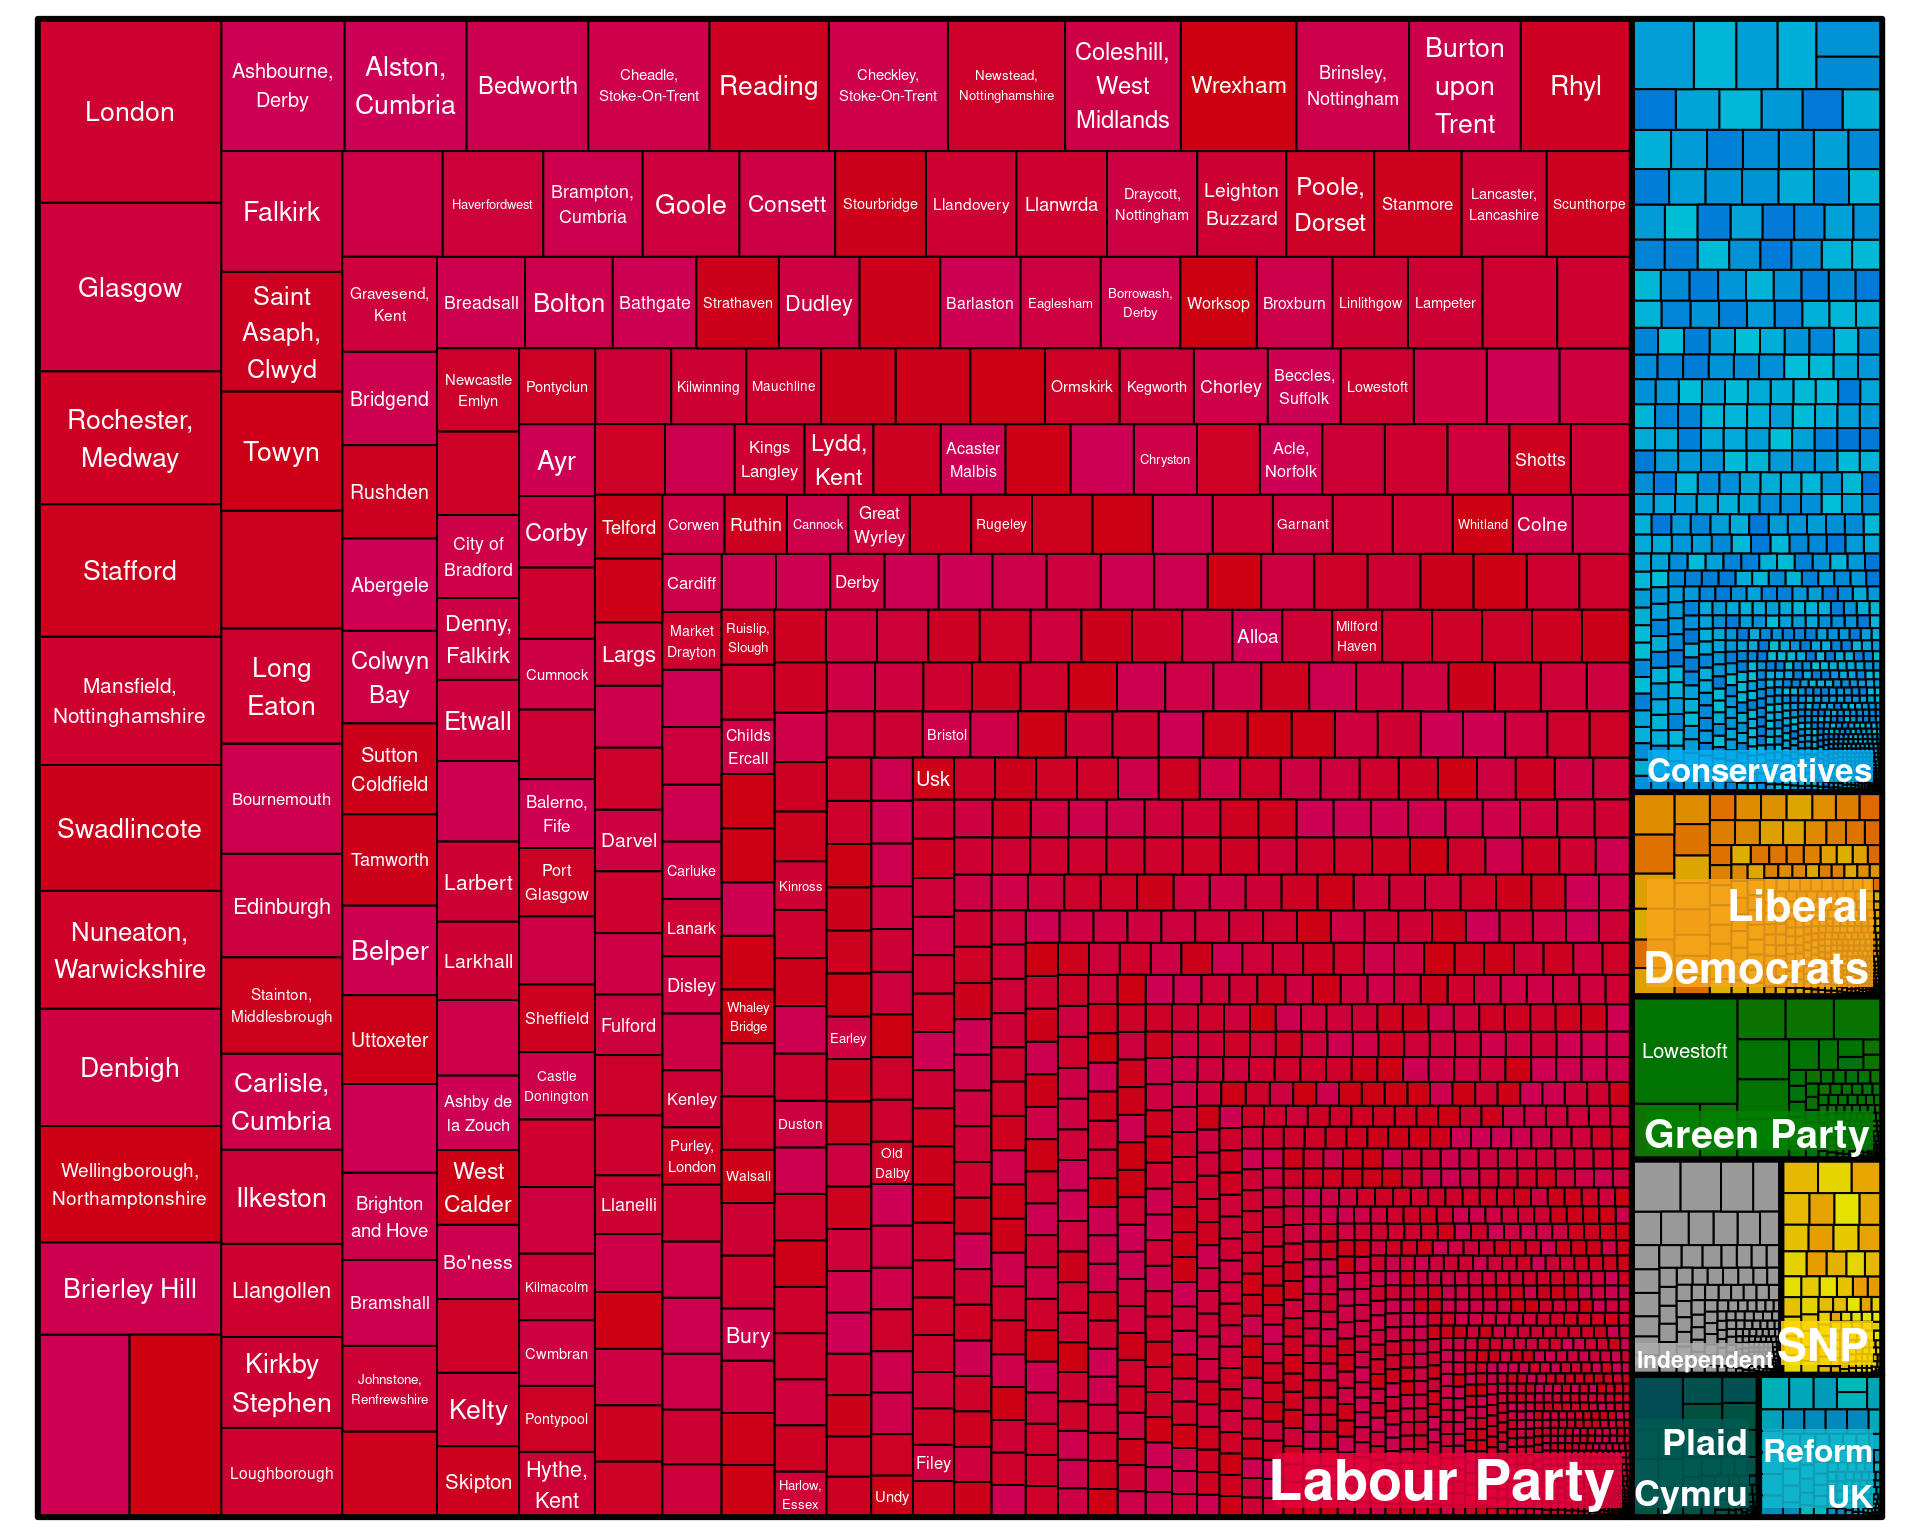 London
Glasgow
Rochester,
Medway
Stafford
Mansfield,
Nottinghamshire
Swadlincote
Nuneaton,
Warwickshire
Denbigh
Wellingborough,
Northamptonshire
Brierley Hill
Ashbourne,
Derby
Falkirk
Saint
Asaph,
Clwyd
Towyn
Long
Eaton
Bournemouth
Edinburgh
Stainton,
Middlesbrough
Carlisle,
Cumbria
Ilkeston
Llangollen
Kirkby
Stephen
Loughborough
Alston,
Cumbria
Bedworth
Cheadle,
Stoke-On-Trent
Reading
Checkley,
Stoke-On-Trent
Newstead,
Nottinghamshire
Coleshill,
West
Midlands
Wrexham
Brinsley,
Nottingham
Burton
upon
Trent
Rhyl
Haverfordwest
Brampton,
Cumbria
Goole
Consett
Stourbridge
Llandovery
Llanwrda
Draycott,
Nottingham
Leighton
Buzzard
Poole,
Dorset
Stanmore
Lancaster,
Lancashire
Scunthorpe
Gravesend,
Kent
Bridgend
Rushden
Abergele
Colwyn
Bay
Sutton
Coldfield
Tamworth
Belper
Uttoxeter
Brighton
and Hove
Bramshall
Johnstone,
Renfrewshire
Breadsall
Bolton
Bathgate
Strathaven
Dudley
Barlaston
Eaglesham
Borrowash,
Derby
Worksop
Broxburn
Linlithgow
Lampeter
Newcastle
Emlyn
City of
Bradford
Denny,
Falkirk
Etwall
Larbert
Larkhall
Ashby de
la Zouch
West
Calder
Bo'ness
Kelty
Skipton
Pontyclun
Kilwinning
Mauchline
Ormskirk
Kegworth
Chorley
Beccles,
Suffolk
Lowestoft
Ayr
Corby
Cumnock
Balerno,
Fife
Port
Glasgow
Sheffield
Castle
Donington
Kilmacolm
Cwmbran
Pontypool
Hythe,
Kent
Kings
Langley
Lydd,
Kent
Acaster
Malbis
Chryston
Acle,
Norfolk
Shotts
Telford
Largs
Darvel
Fulford
Llanelli
Corwen
Ruthin
Cannock
Great
Wyrley
Rugeley
Garnant
Whitland
Colne
Cardiff
Market
Drayton
Carluke
Lanark
Disley
Kenley
Purley,
London
Derby
Ruislip,
Slough
Childs
Ercall
Whaley
Bridge
Walsall
Bury
Alloa
Milford
Haven
Kinross
Duston
Harlow,
Essex
Bristol
Earley
Usk
Old
Dalby
Undy
Filey
Labour Party
Conservatives
Liberal
Democrats
Lowestoft
Green Party
Independent
SNP
Plaid
Cymru
Reform
UK